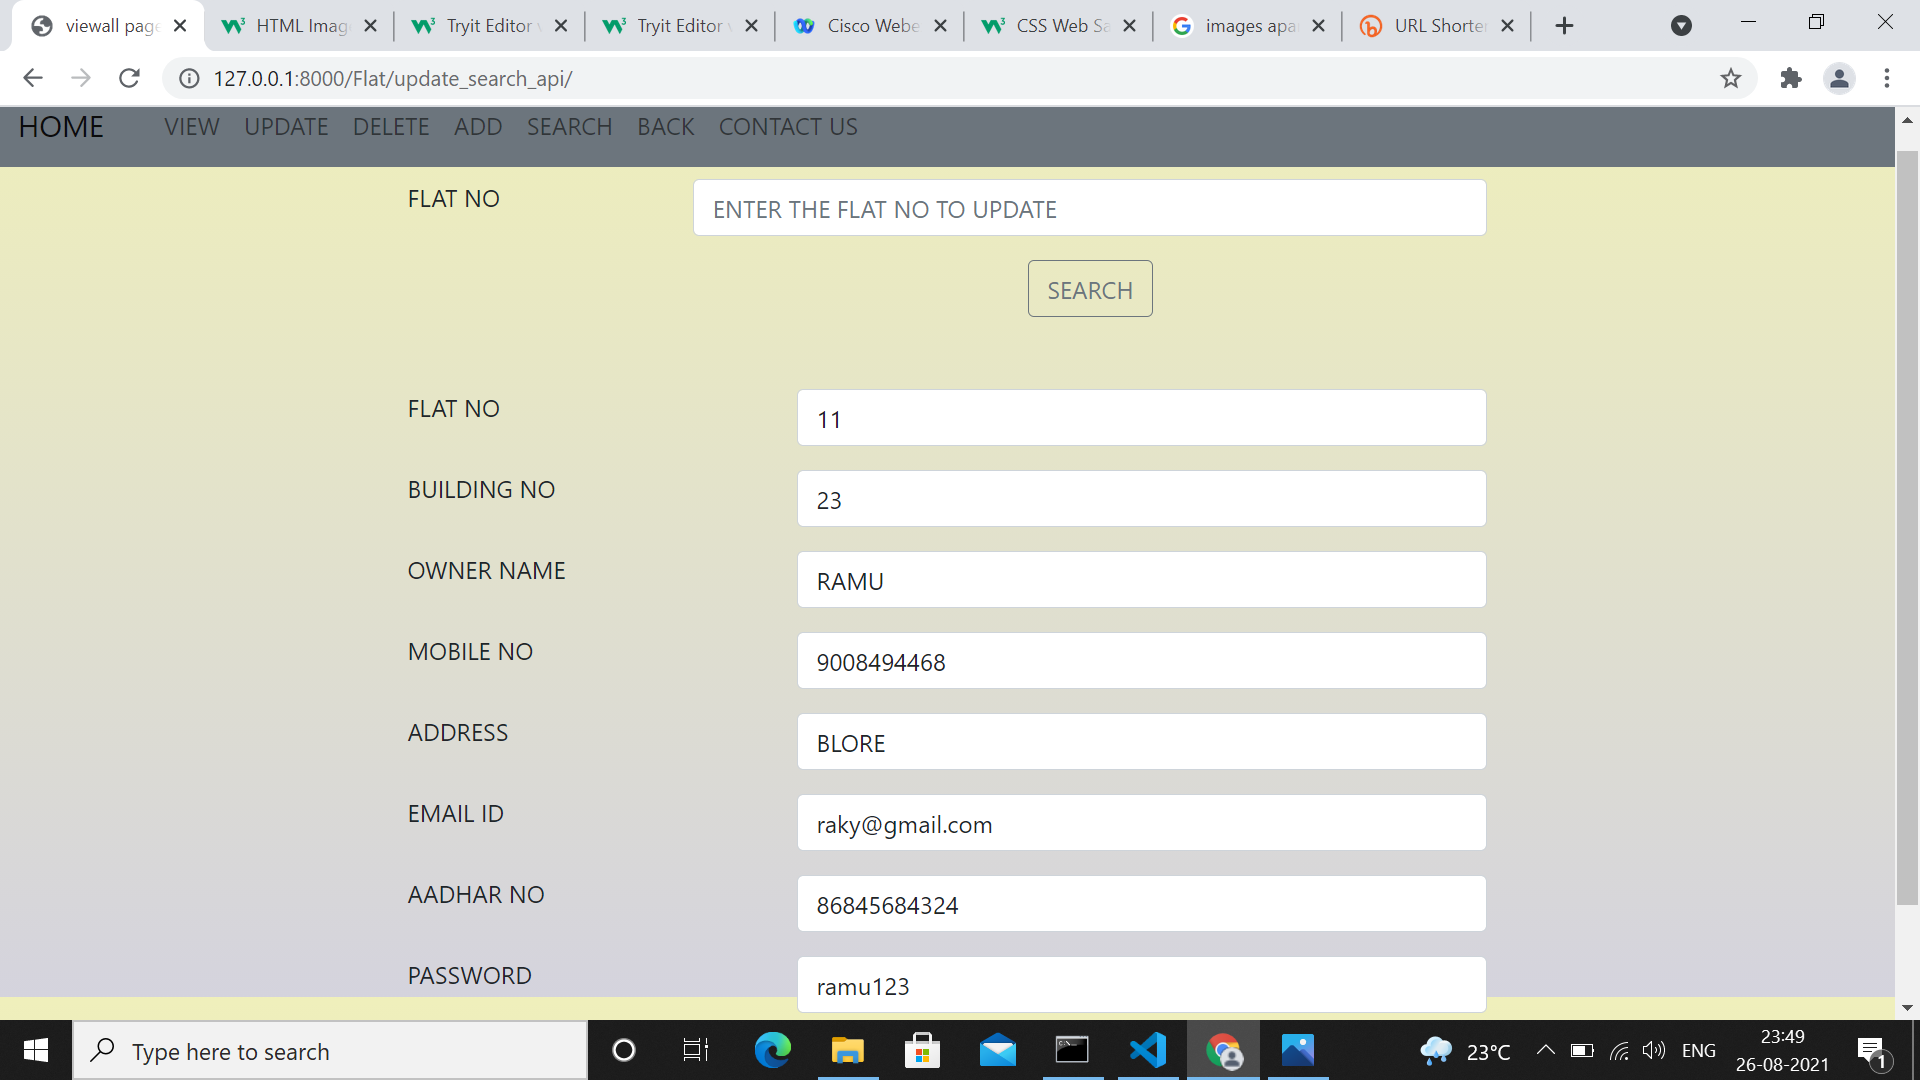 viewall page
HTML Imag
Tryit Editor v
Tryit Editor v
Cisco Webe
CSS Web Sa
images apa
URL Shorter
127.0.0.1:8000/Flat/update_search_api/
HOME VIEW UPDATE DELETE ADD SEARCH BACK CONTACT US
FLAT NO ENTER THE FLAT NO TO UPDATE
SEARCH
FLAT NO 11
BUILDING NO 23
OWNER NAME RAMU
MOBILE NO 9008494468
ADDRESS BLORE
EMAIL ID raky@gmail.com
AADHAR NO 86845684324
PASSWORD ramu123
Type here to search
23°C
ENG
23:49
26-08-2021
1